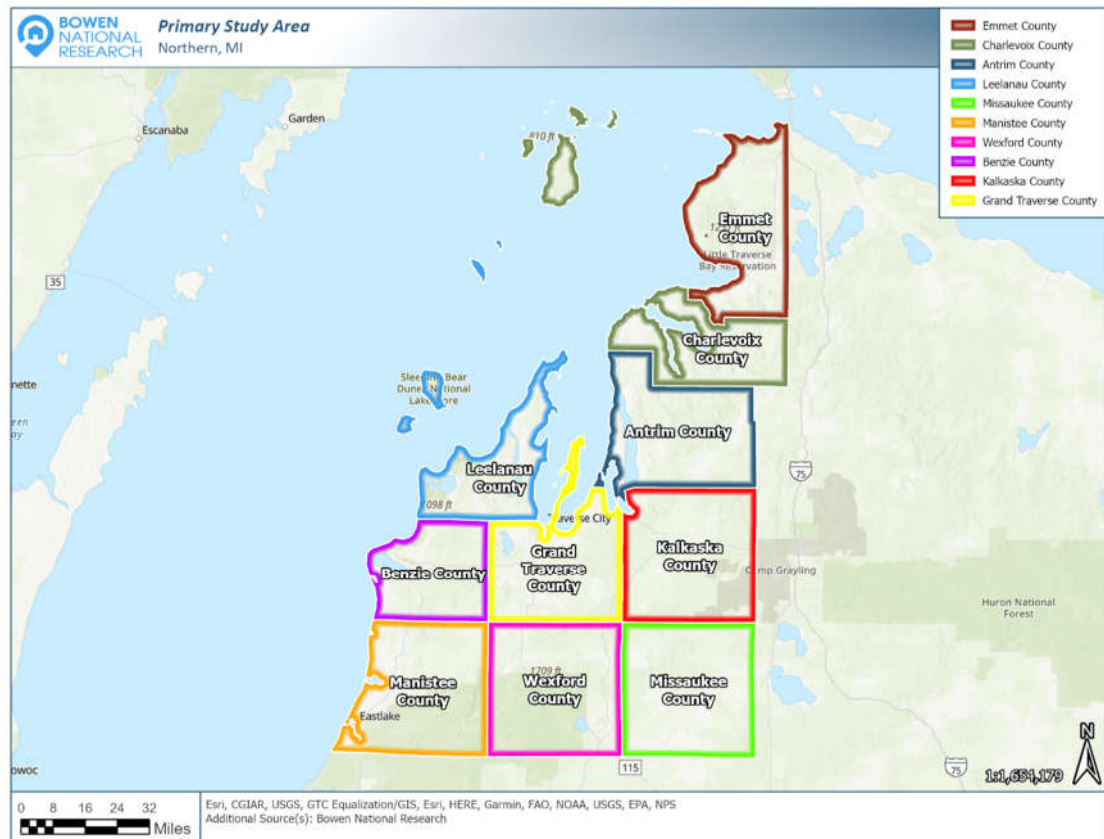 BOWEN
NATIONAL
RESEARCH
Primary Study Area
Northern, MI
Emmet County
Charlevoix County
Antrim County
Leelanau County
Missaukee County
Manistee County
Wexford County
Benzie County
Kalkaska County
Grand Traverse County
Escanaba
Garden
810 ft
35
Emmet
County
Little Traverse
Bay Reservation
Charlevoix
County
nette
Sleeping Bear
Dunes National
Lakeshore
Antrim County
75
Leelanau
County
098 ft
Traverse City
Grand
Traverse
County
Kalkaska
County
Camp Grayling
Benzie County
Huron National
Forest
1709 ft
Manistee
County
Wexford
County
Missaukee
County
Eastlake
owoc
115
75
N
1:1,654,179
0 8 16 24 32
Miles
Esri, CGIAR, USGS, GTC Equalization/GIS, Esri, HERE, Garmin, FAO, NOAA, USGS, EPA, NPS
Additional Source(s): Bowen National Research